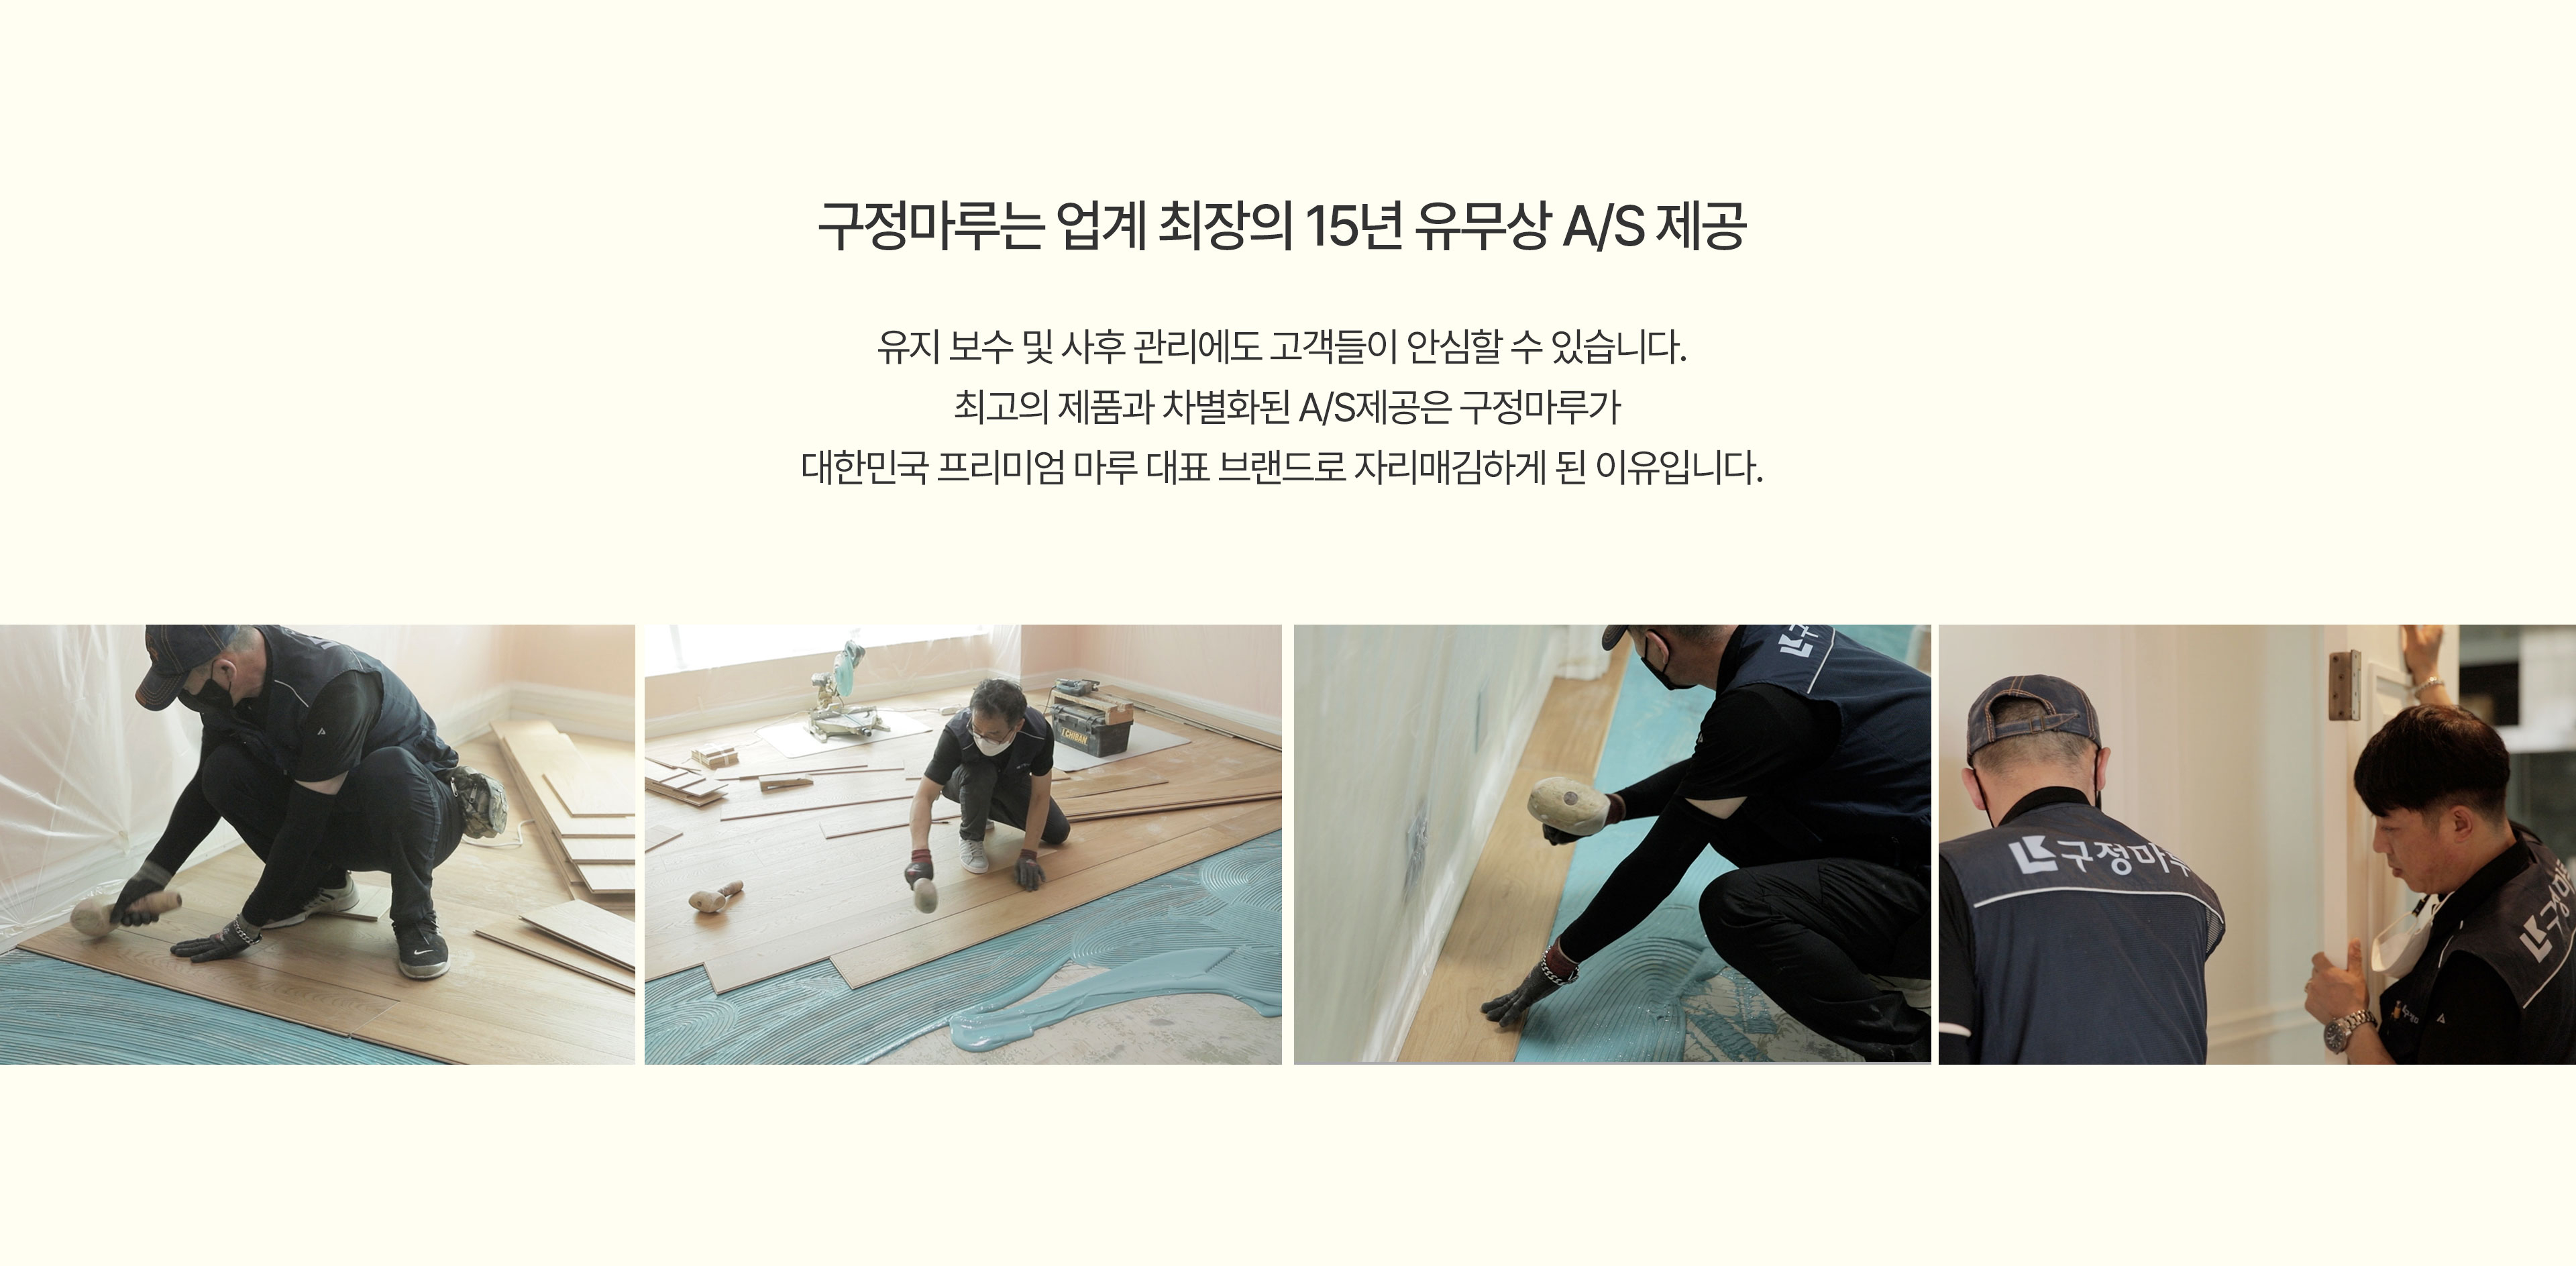 구정마루는 업계 최장의 15년 유무상 A/S 제공
유지 보수 및 사후 관리에도 고객들이 안심할 수 있습니다.
최고의 제품과 차별화된 A/S제공은 구정마루가
대한민국 프리미엄 마루 대표 브랜드로 자리매김하게 된 이유입니다.
ICHIBAN
구정마루